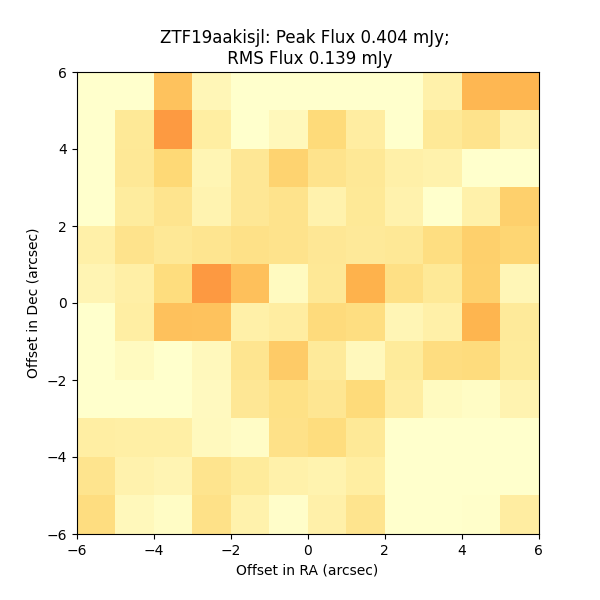 ZTF19aakisjl: Peak Flux 0.404 mJy;
RMS Flux 0.139 mJy
6
4
2
0
−2
−4
−6
Offset in Dec (arcsec)
−6 −4 −2 0 2 4 6
Offset in RA (arcsec)